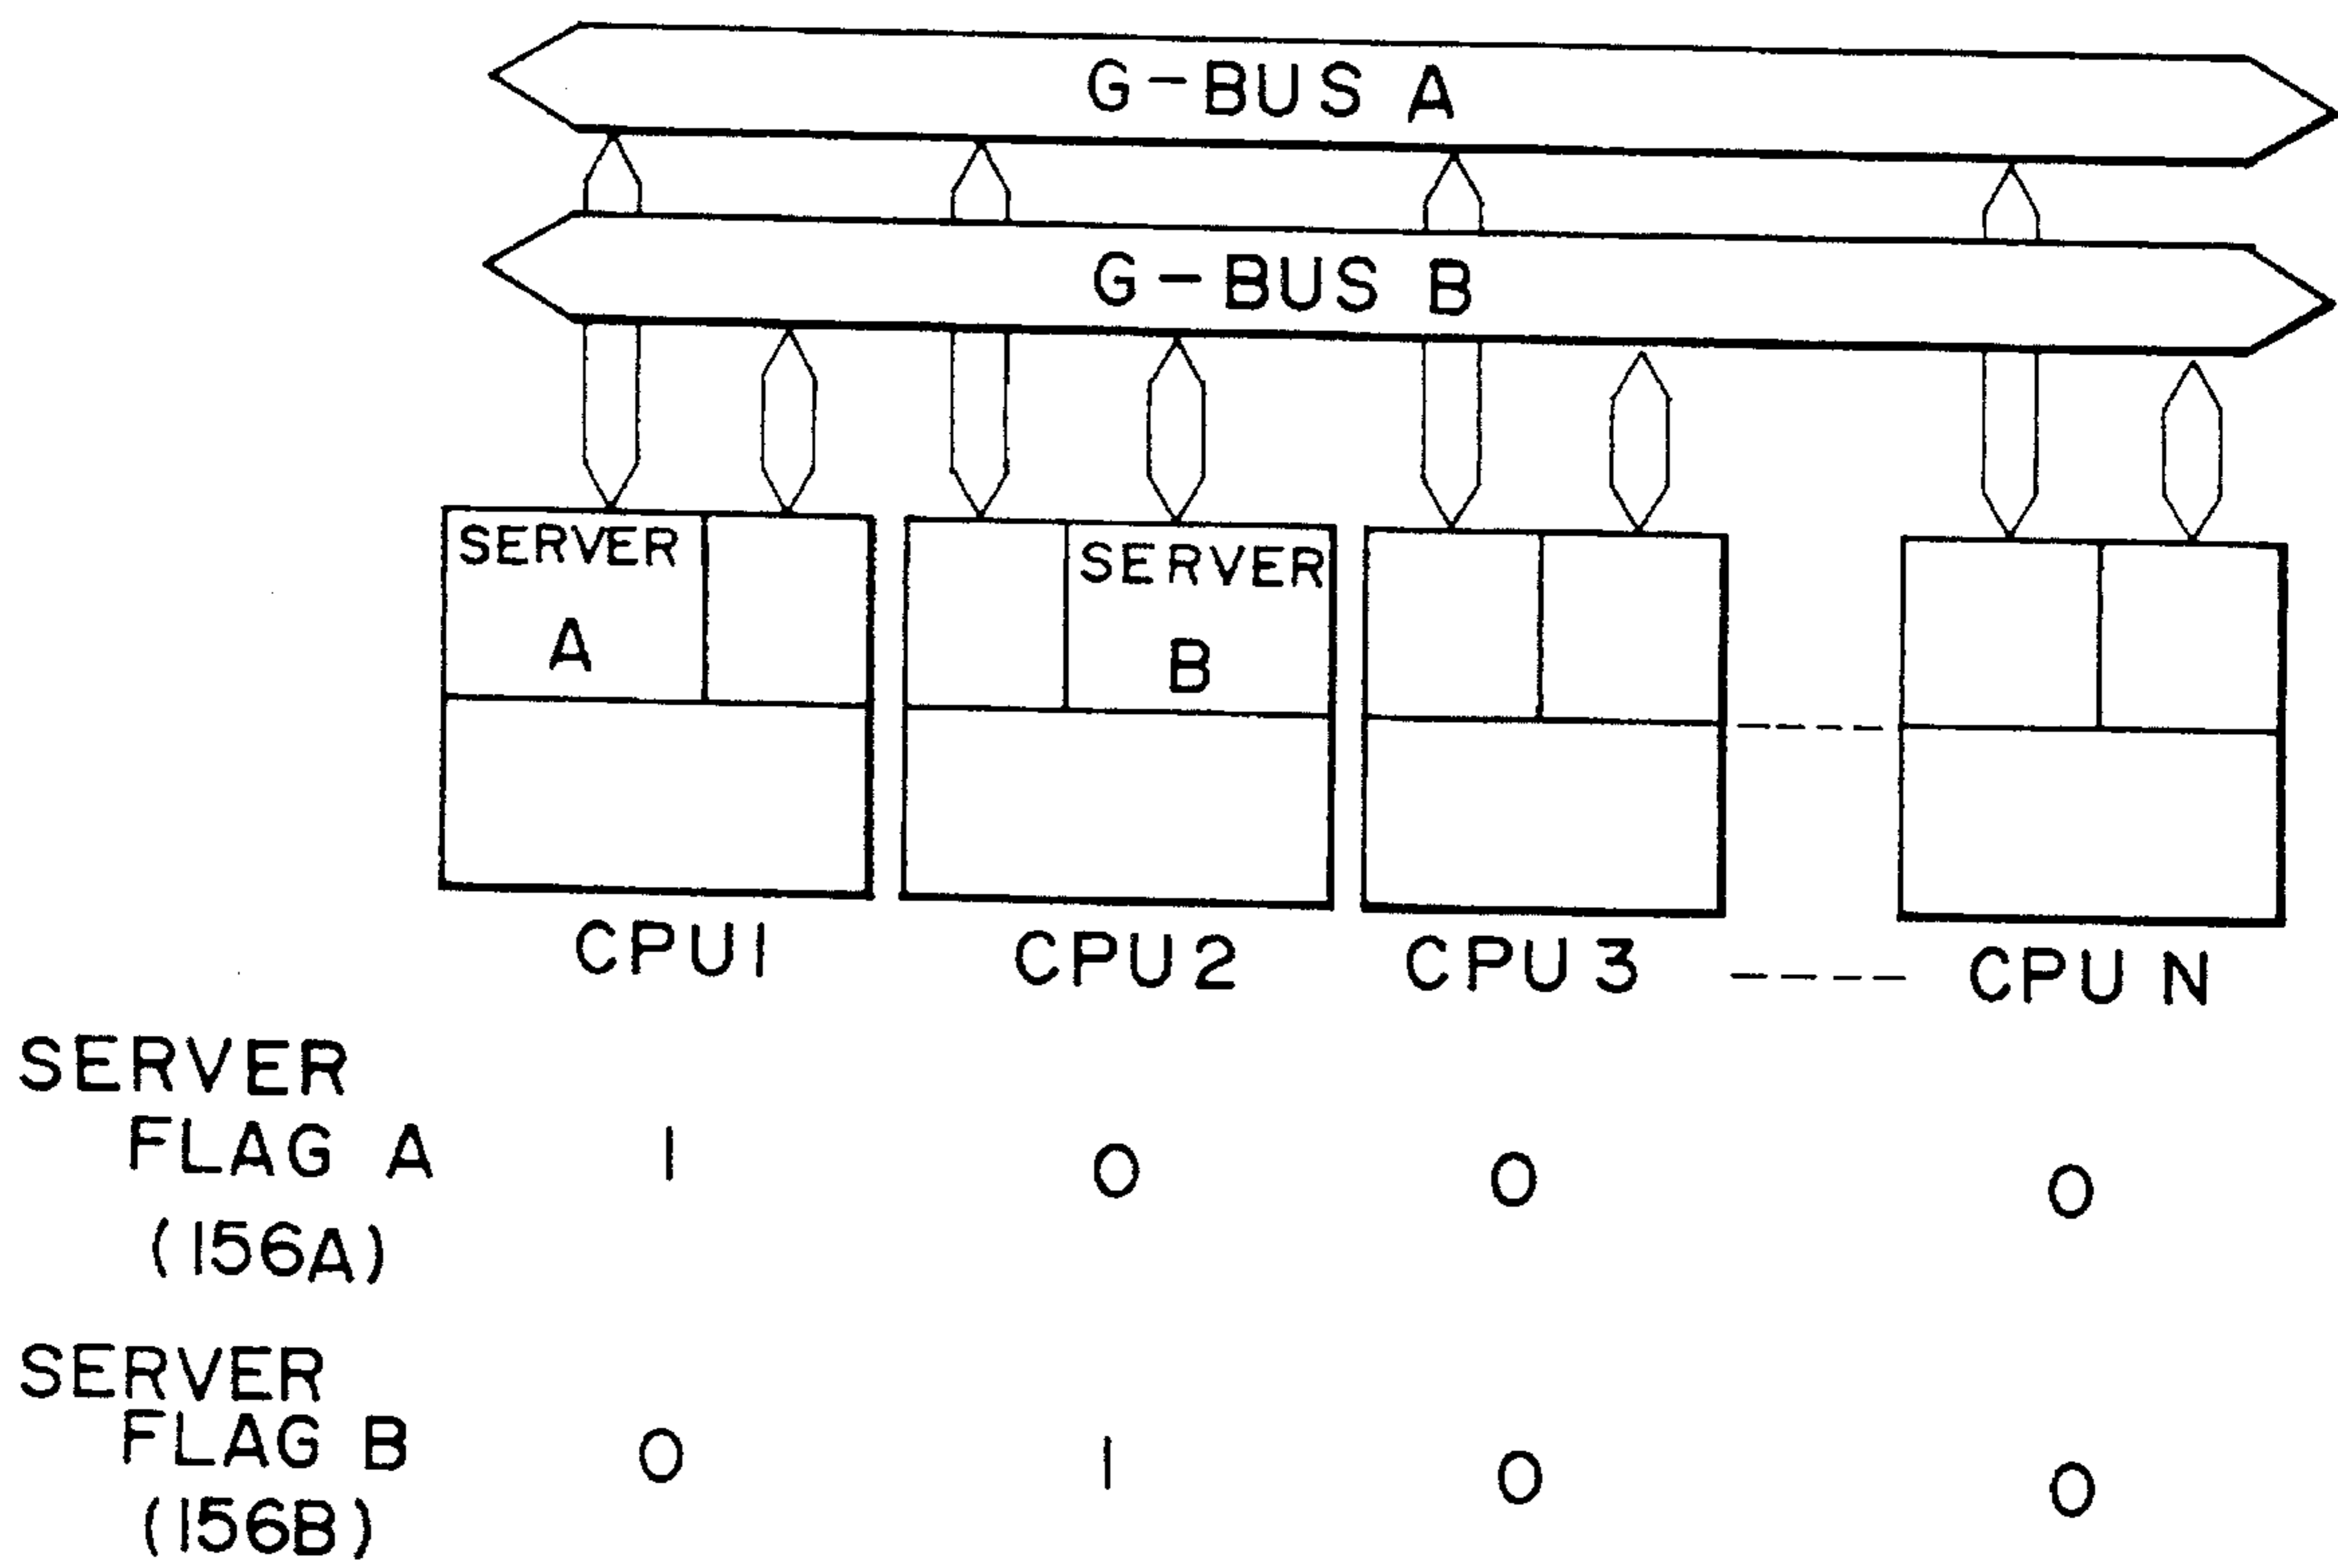 G-BUS A
G-BUS B
SERVER
A
SERVER
B
CPU1 CPU2 CPU3 ---- CPU N
SERVER
FLAG A 1 0 0 0
(156A)
SERVER
FLAG B 0 1 0 0
(156B)